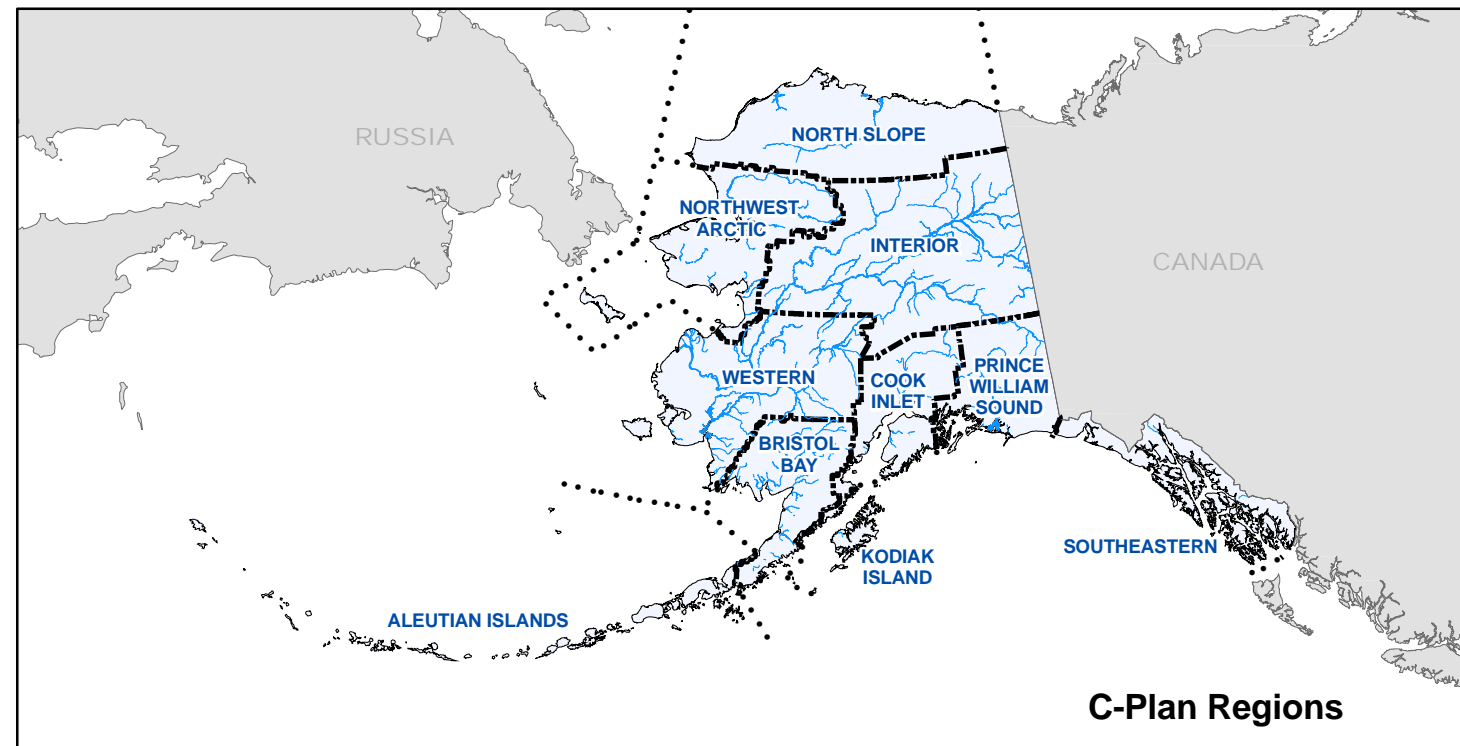 NORTH SLOPE
RUSSIA
NORTHWEST
ARCTIC
INTERIOR
CANADA
WESTERN
COOK
INLET
PRINCE
WILLIAM
SOUND
BRISTOL
BAY
KODIAK
ISLAND
SOUTHEASTERN
ALEUTIAN ISLANDS
C-Plan Regions